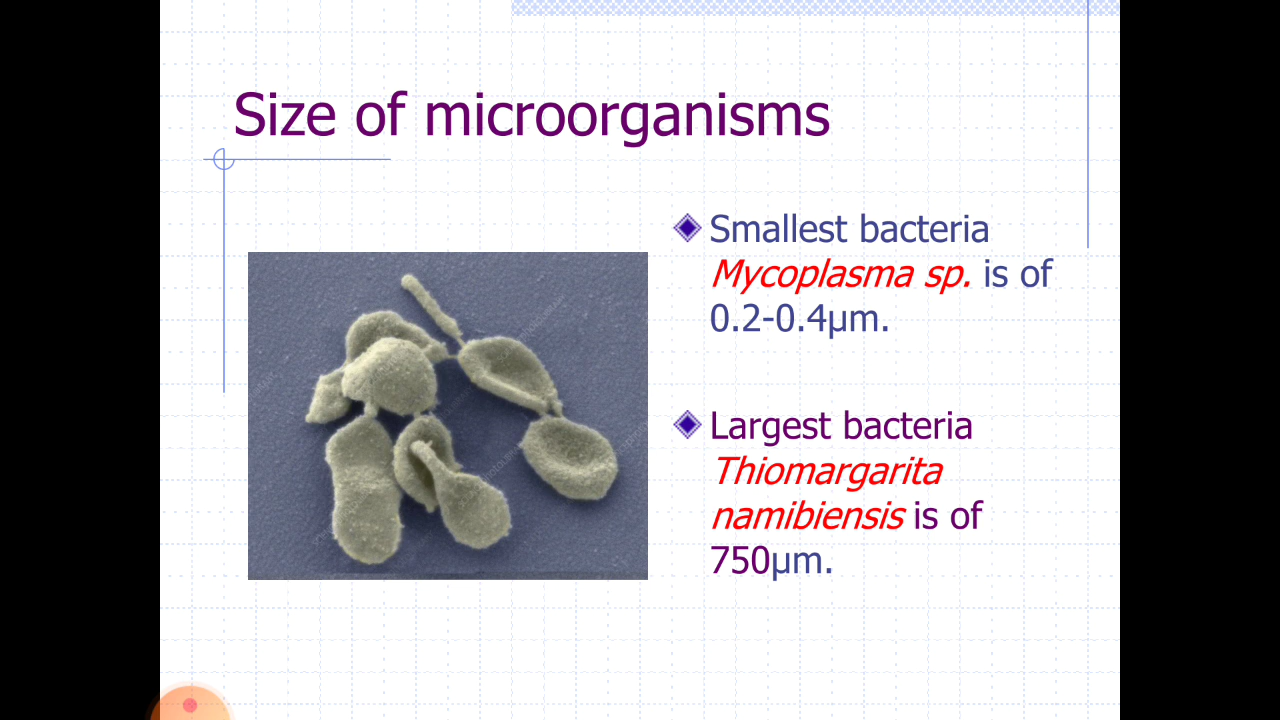 Size of microorganisms
Smallest bacteria
Mycoplasma sp. is of
0.2-0.4µm.
Largest bacteria
Thiomargarita
namibiensis is of
750µm.